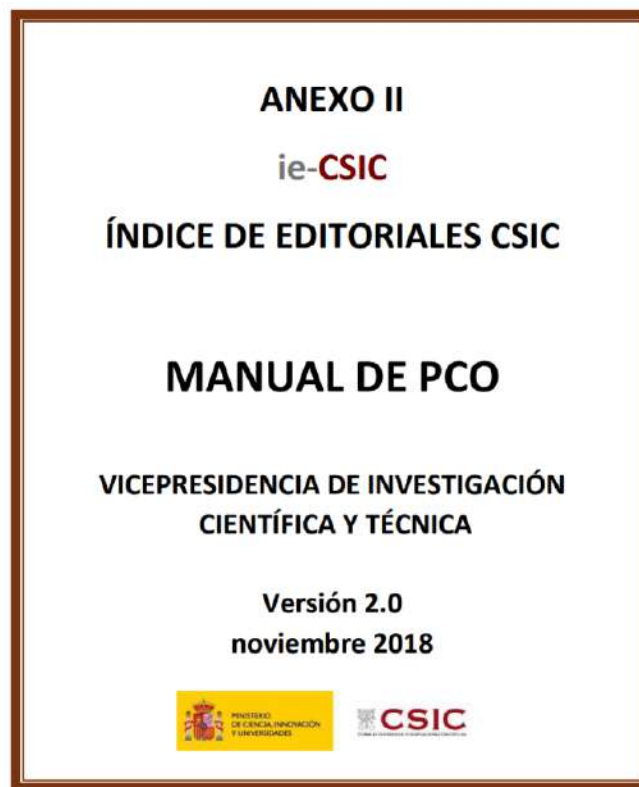 ANEXO II
ie-CSIC
ÍNDICE DE EDITORIALES CSIC
MANUAL DE PCO
VICEPRESIDENCIA DE INVESTIGACIÓN
CIENTÍFICA Y TÉCNICA
Versión 2.0
noviembre 2018
MINISTERIO
DE CIENCIA, INNOVACIÓN
Y UNIVERSIDADES
CSIC